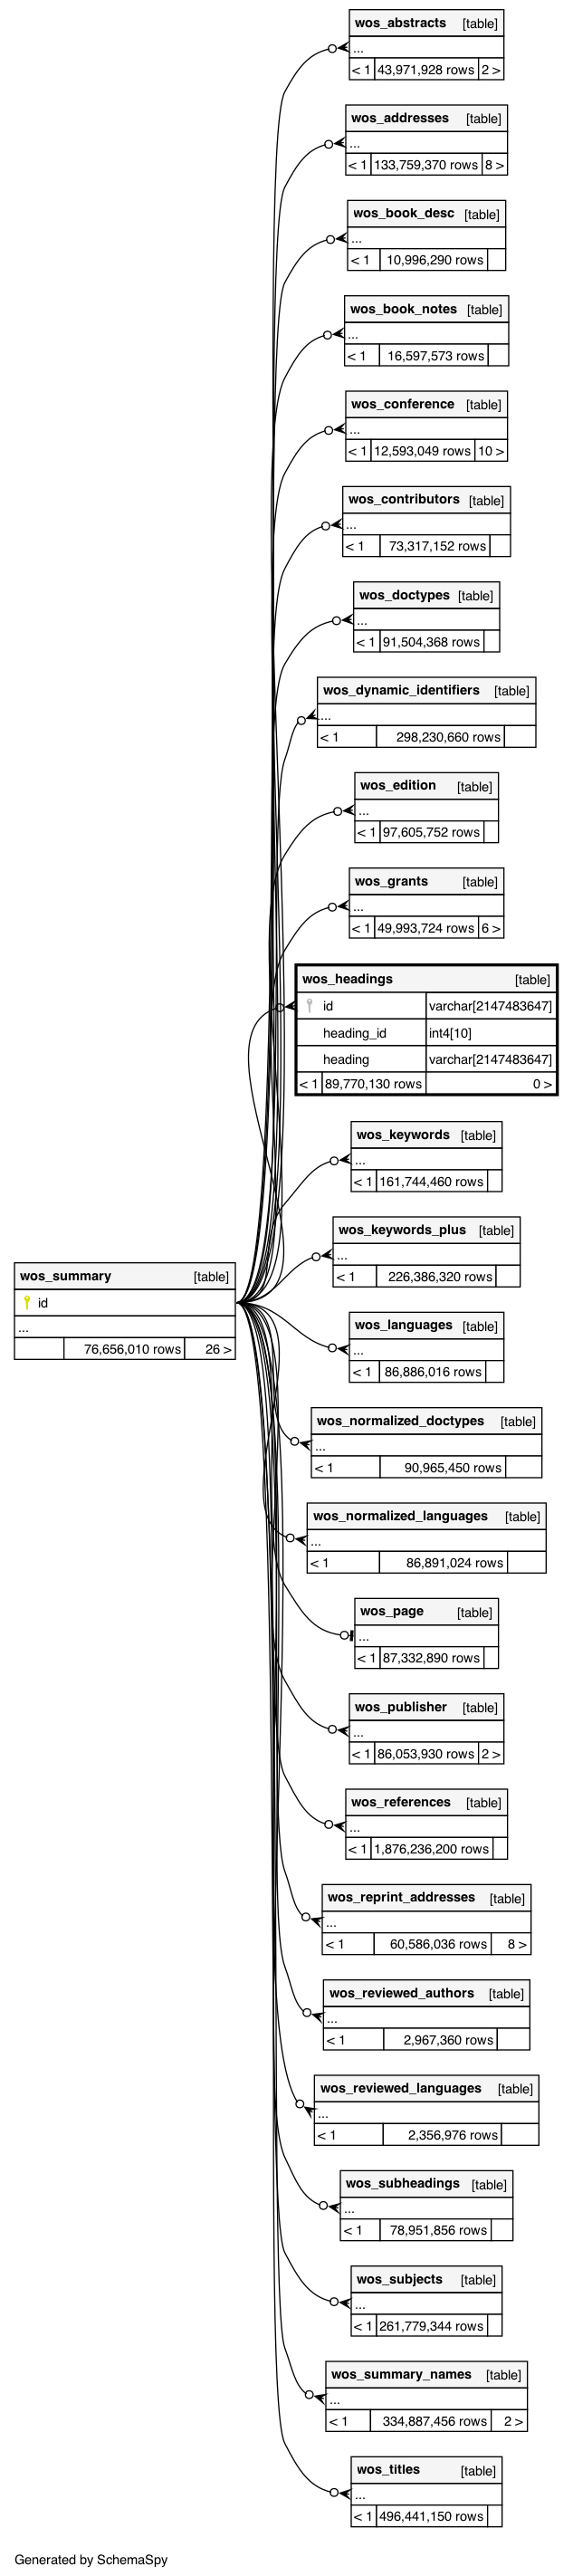 wos_abstracts [table]
...
< 1 43,971,928 rows 2 >
wos_addresses [table]
...
< 1 133,759,370 rows 8 >
wos_book_desc [table]
...
< 1 10,996,290 rows
wos_book_notes [table]
...
< 1 16,597,573 rows
wos_conference [table]
...
< 1 12,593,049 rows 10 >
wos_contributors [table]
...
< 1 73,317,152 rows
wos_doctypes [table]
...
< 1 91,504,368 rows
wos_dynamic_identifiers [table]
...
< 1 298,230,660 rows
wos_edition [table]
...
< 1 97,605,752 rows
wos_grants [table]
...
< 1 49,993,724 rows 6 >
wos_headings [table]
id varchar[2147483647]
heading_id int4[10]
heading varchar[2147483647]
< 1 89,770,130 rows 0 >
wos_keywords [table]
...
< 1 161,744,460 rows
wos_keywords_plus [table]
...
< 1 226,386,320 rows
wos_summary [table]
id
...
76,656,010 rows 26 >
wos_languages [table]
...
< 1 86,886,016 rows
wos_normalized_doctypes [table]
...
< 1 90,965,450 rows
wos_normalized_languages [table]
...
< 1 86,891,024 rows
wos_page [table]
...
< 1 87,332,890 rows
wos_publisher [table]
...
< 1 86,053,930 rows 2 >
wos_references [table]
...
< 1 1,876,236,200 rows
wos_reprint_addresses [table]
...
< 1 60,586,036 rows 8 >
wos_reviewed_authors [table]
...
< 1 2,967,360 rows
wos_reviewed_languages [table]
...
< 1 2,356,976 rows
wos_subheadings [table]
...
< 1 78,951,856 rows
wos_subjects [table]
...
< 1 261,779,344 rows
wos_summary_names [table]
...
< 1 334,887,456 rows 2 >
wos_titles [table]
...
< 1 496,441,150 rows
Generated by SchemaSpy